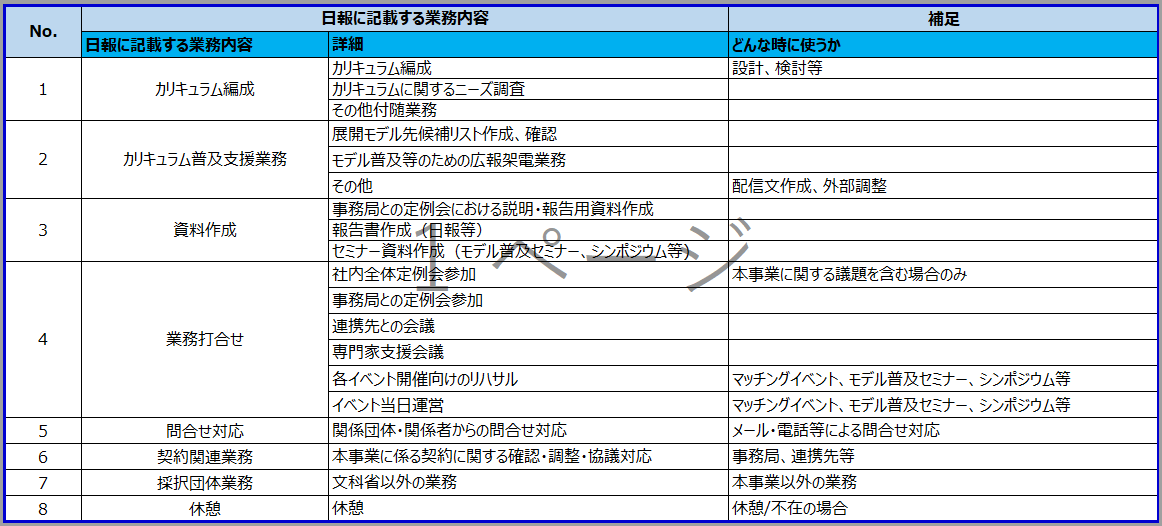 No. 日報に記載する業務内容 補足
日報に記載する業務内容 詳細 どんな時に使うか
1 カリキュラム編成 カリキュラム編成 設計、検討等
カリキュラムに関するニーズ調査
その他付随業務
2 カリキュラム普及支援業務 展開モデル先候補リスト作成、確認
モデル普及等のための広報架電業務
その他 配信文作成、外部調整
3 資料作成 事務局との定例会における説明・報告用資料作成
報告書作成（日報等）
セミナー資料作成（モデル普及セミナー、シンポジウム等）
1 ページ
4 業務打合せ 社内全体定例会参加 本事業に関する議題を含む場合のみ
事務局との定例会参加
連携先との会議
専門家支援会議
各イベント開催向けのリハサル マッチングイベント、モデル普及セミナー、シンポジウム等
イベント当日運営 マッチングイベント、モデル普及セミナー、シンポジウム等
5 問合せ対応 関係団体・関係者からの問合せ対応 メール・電話等による問合せ対応
6 契約関連業務 本事業に係る契約に関する確認・調整・協議対応 事務局、連携先等
7 採択団体業務 文科省以外の業務 本事業以外の業務
8 休憩 休憩 休憩/不在の場合